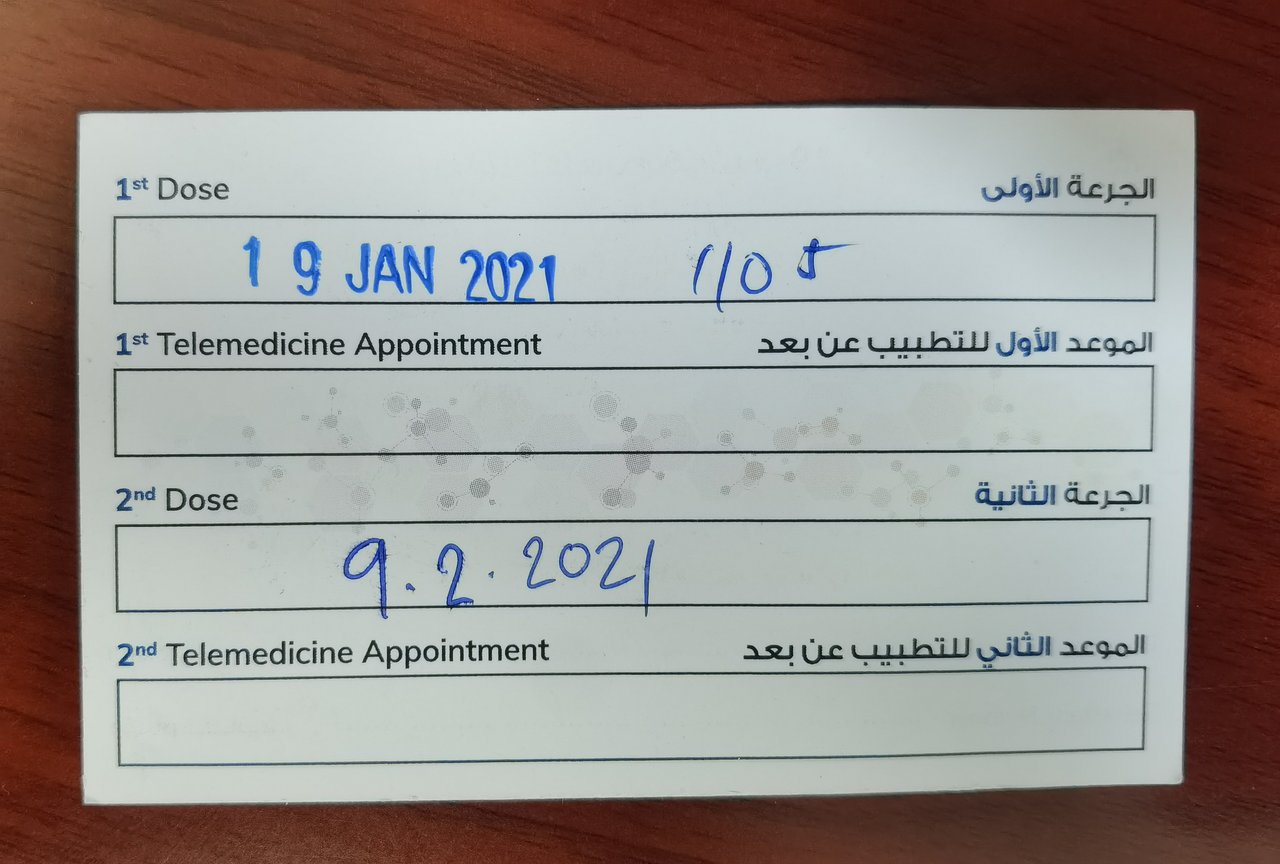 1st Dose الجرعة الأولى
19 JAN 2021 1105
1st Telemedicine Appointment الموعد الأول للتطبيب عن بعد
2nd Dose الجرعة الثانية
9.2.2021
2nd Telemedicine Appointment الموعد الثاني للتطبيب عن بعد